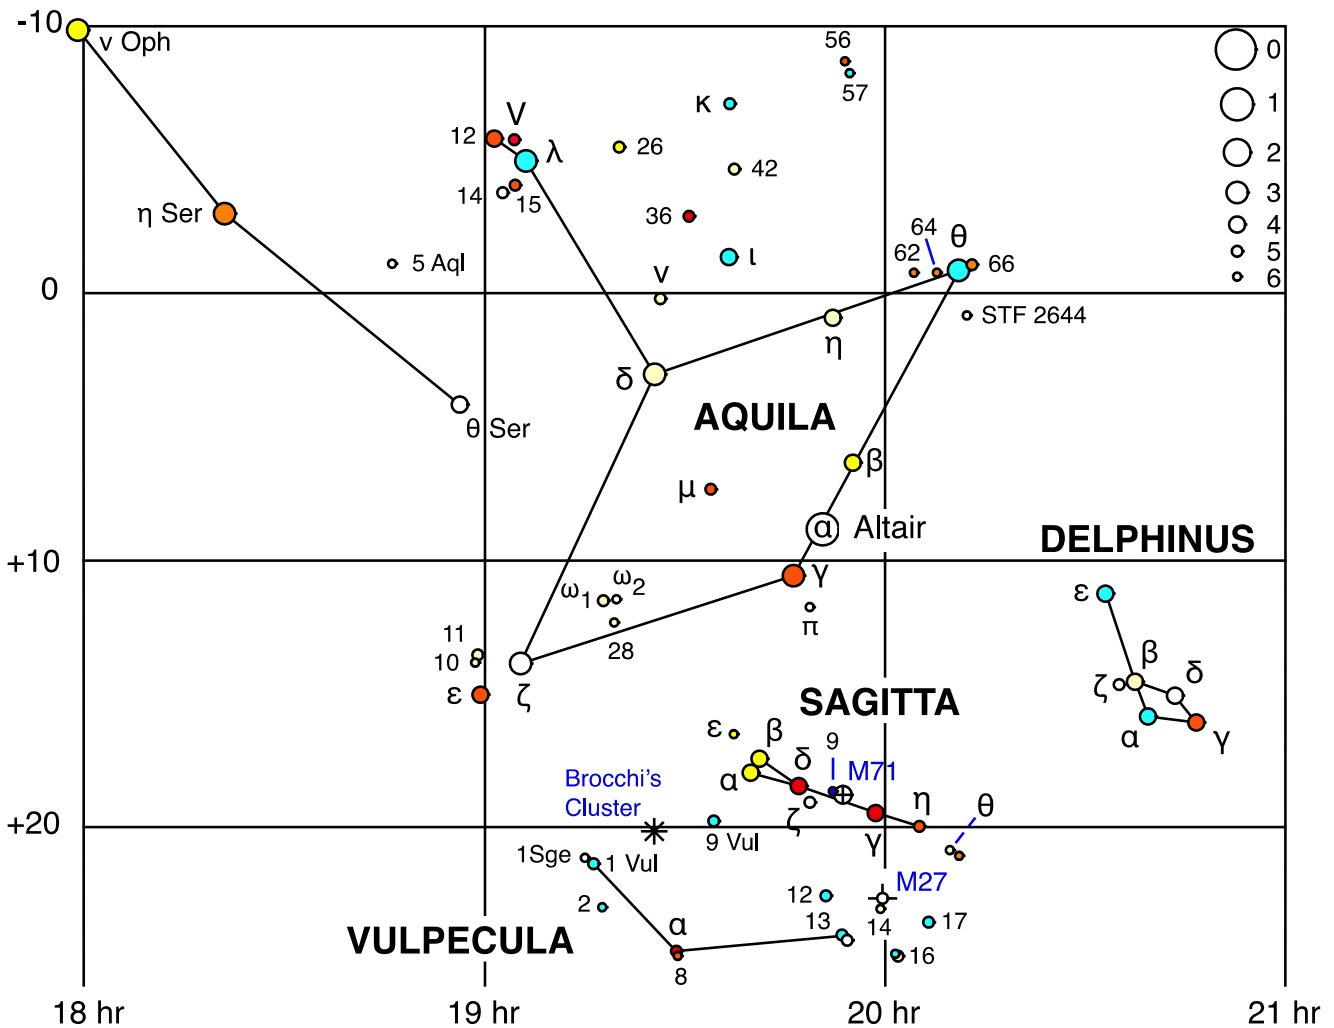 -10
ν Oph
56
57
0
1
2
3
4
5
6
κ
12
V
λ
26
42
η Ser
14
15
36
ι
64
62
θ
66
5 Aql
0
ν
STF 2644
η
δ
θ Ser
AQUILA
β
μ
α Altair
DELPHINUS
+10
γ
ω1
ω2
π
ε
28
11
10
β
δ
ζ
ε
ζ
SAGITTA
α
γ
ε
β
9
δ
M71
Brocchi's
Cluster
α
ζ
η
θ
+20
9 Vul
γ
1Sge
1 Vul
M27
2
12
α
13
14
17
VULPECULA
8
16
18 hr
19 hr
20 hr
21 hr